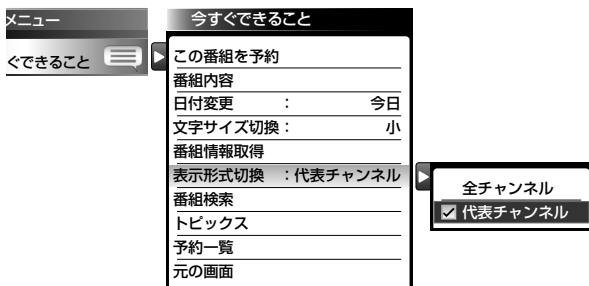 メニュー
ぐできること
今すぐできること
この番組を予約
番組内容
日付変更 : 今日
文字サイズ切換 : 小
番組情報取得
表示形式切換 : 代表チャンネル
番組検索
トピックス
予約一覧
元の画面
全チャンネル
代表チャンネル